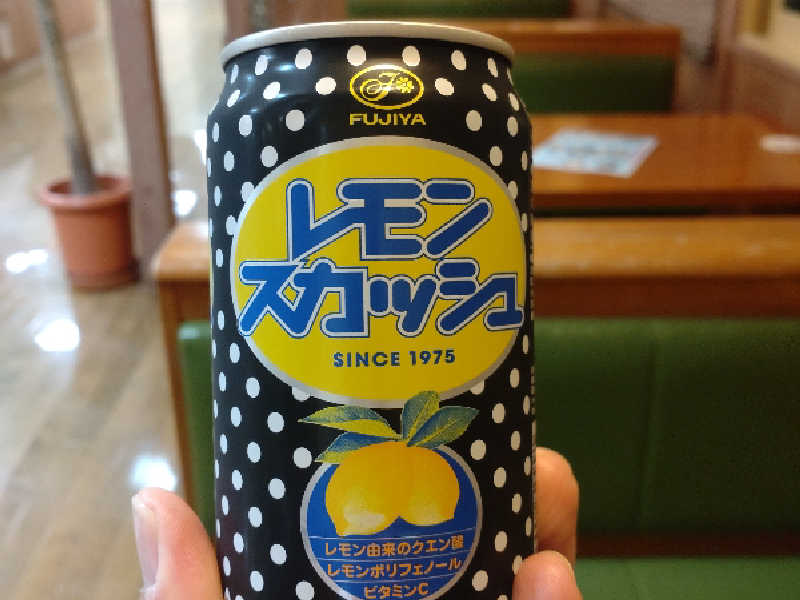 FUJIYA
レモン
スカッシュ
SINCE 1975
レモン由来のクエン酸
レモンポリフェノール
ビタミンC